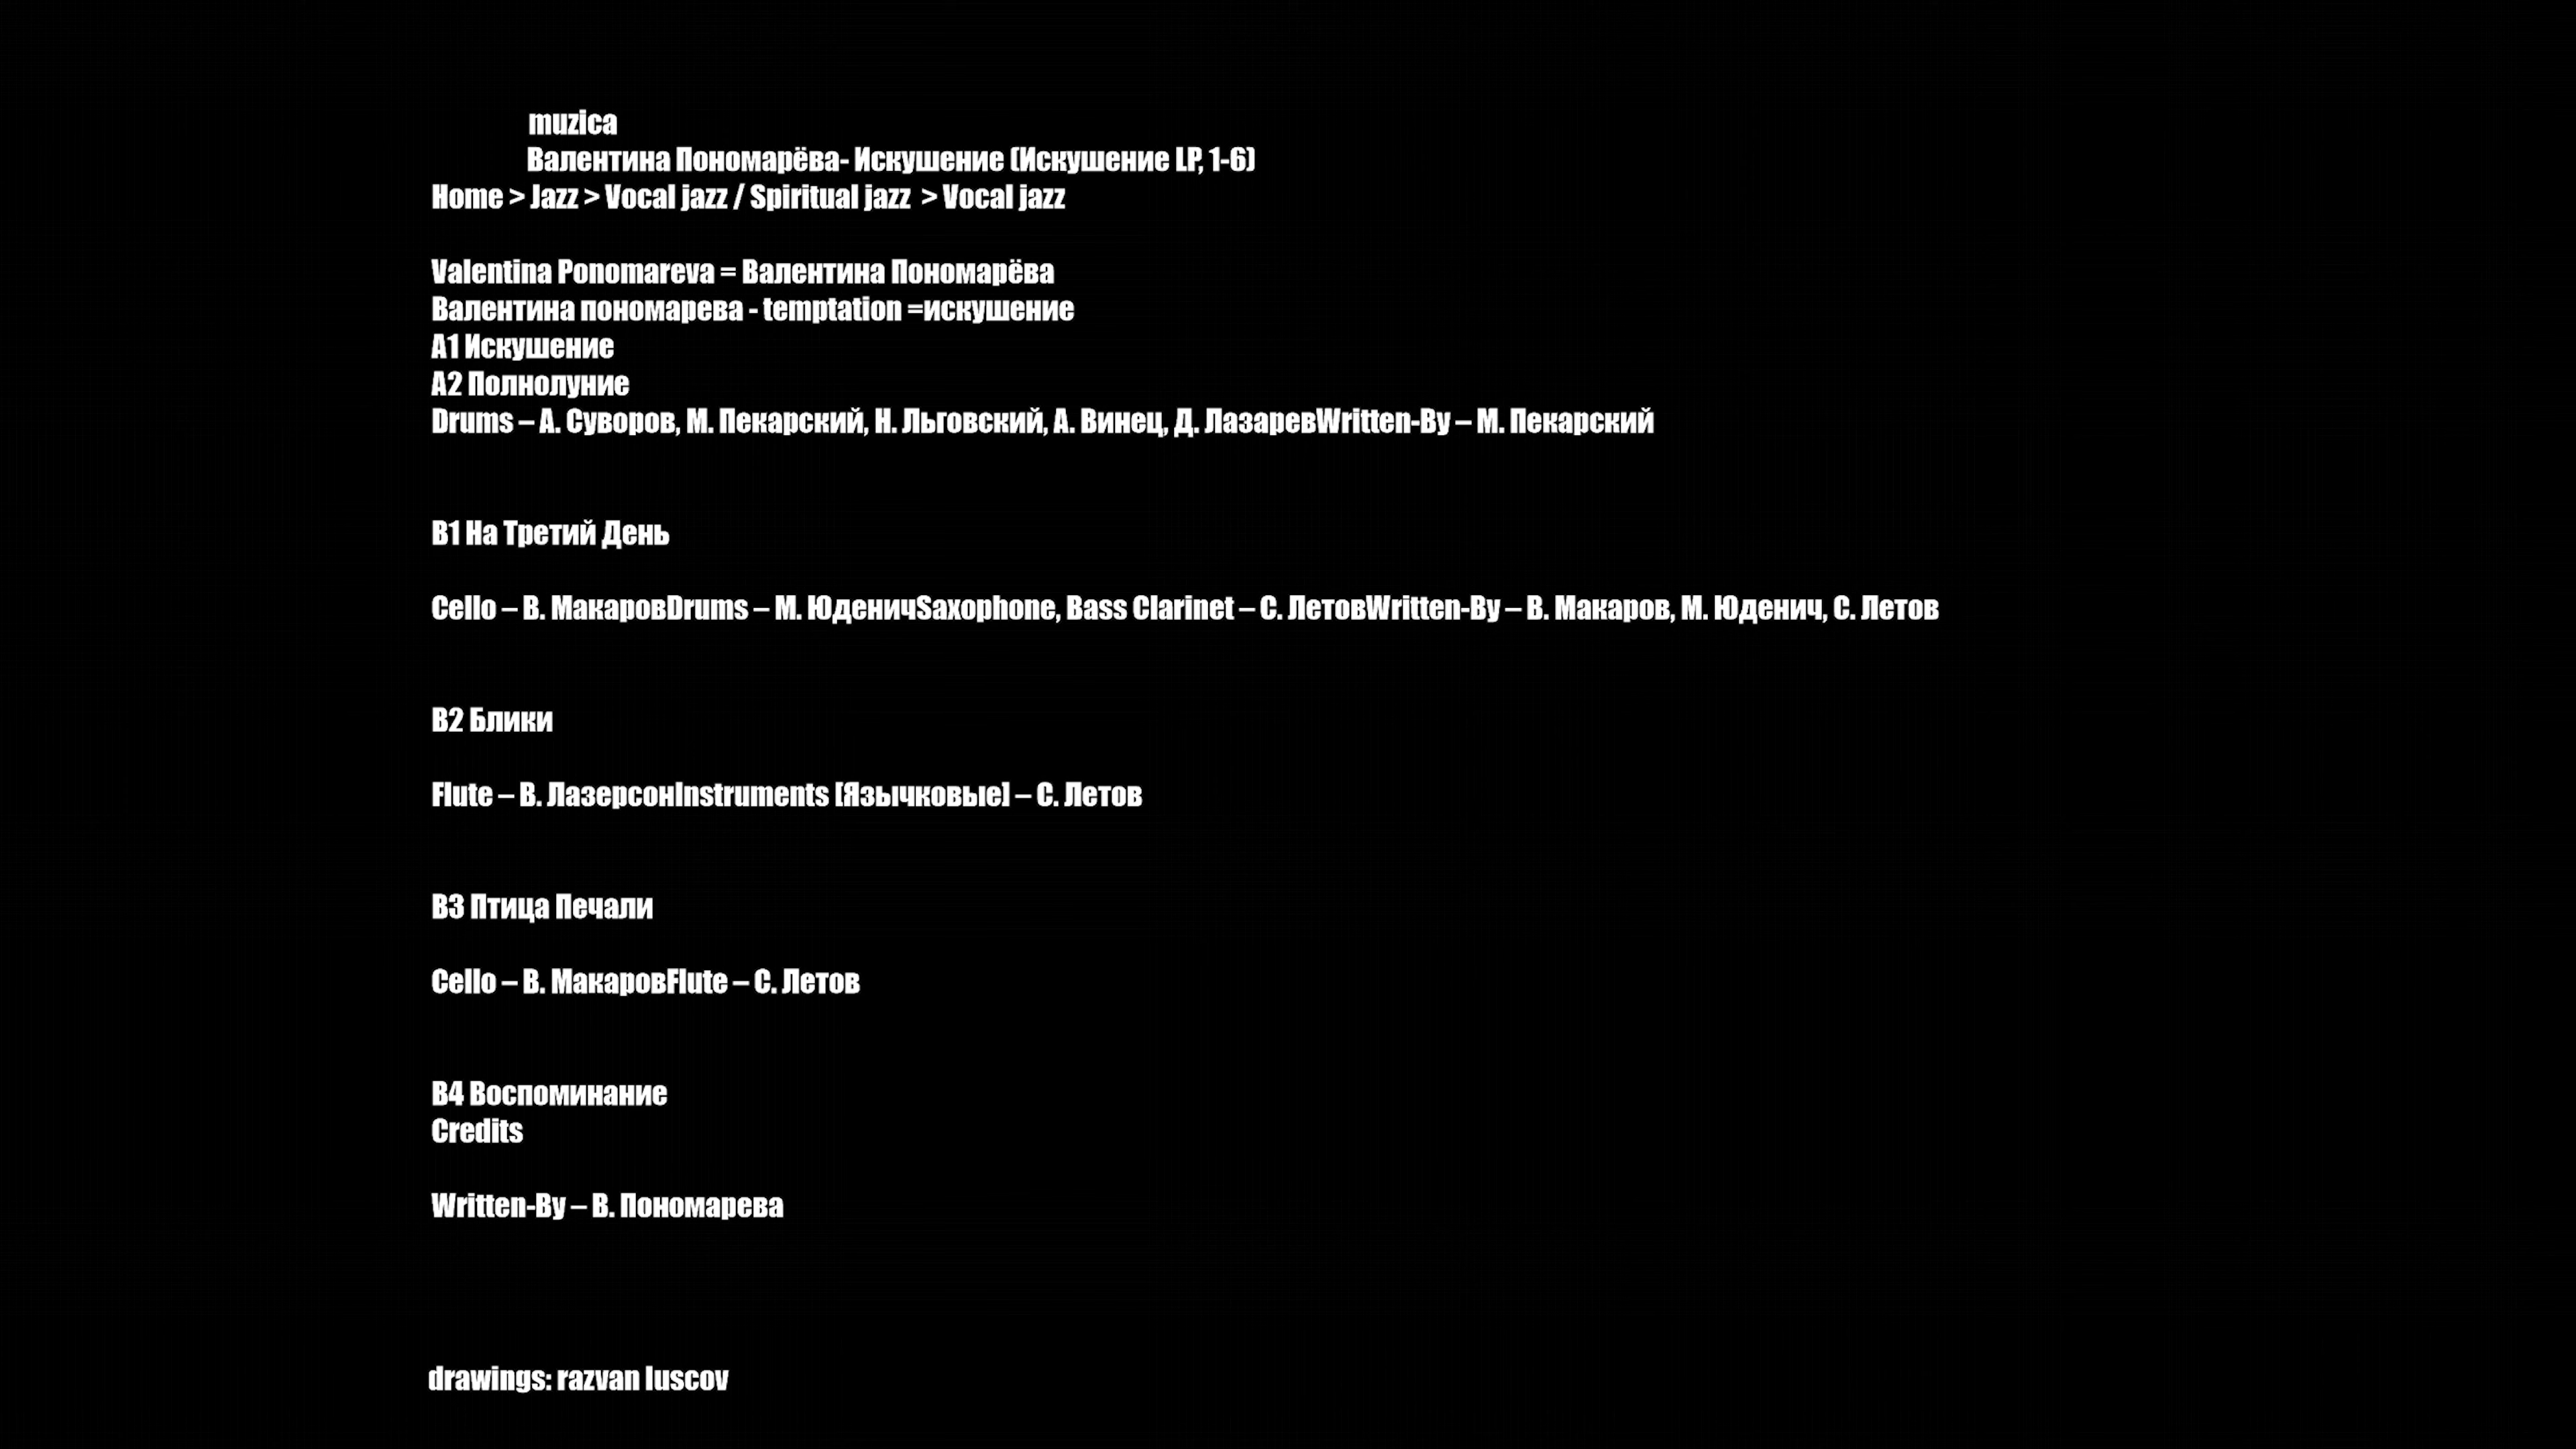 muzica
Валентина Пономарёва- Искушение (Искушение LP, 1-6)
Home > Jazz > Vocal jazz / Spiritual jazz > Vocal jazz
Valentina Ponomareva = Валентина Пономарёва
Валентина пономарева - temptation =искушение
A1 Искушение
A2 Полнолуние
Drums – А. Суворов, М. Пекарский, Н. Льговский, А. Винец, Д. ЛазаревWritten-By – М. Пекарский
B1 На Третий День
Cello – В. МакаровDrums – М. ЮденичSaxophone, Bass Clarinet – С. ЛетовWritten-By – В. Макаров, М. Юденич, С. Летов
B2 Блики
Flute – В. ЛазерсонInstruments [Язычковые] – С. Летов
B3 Птица Печали
Cello – В. МакаровFlute – С. Летов
B4 Воспоминание
Credits
Written-By – В. Пономарева
drawings: razvan luscov